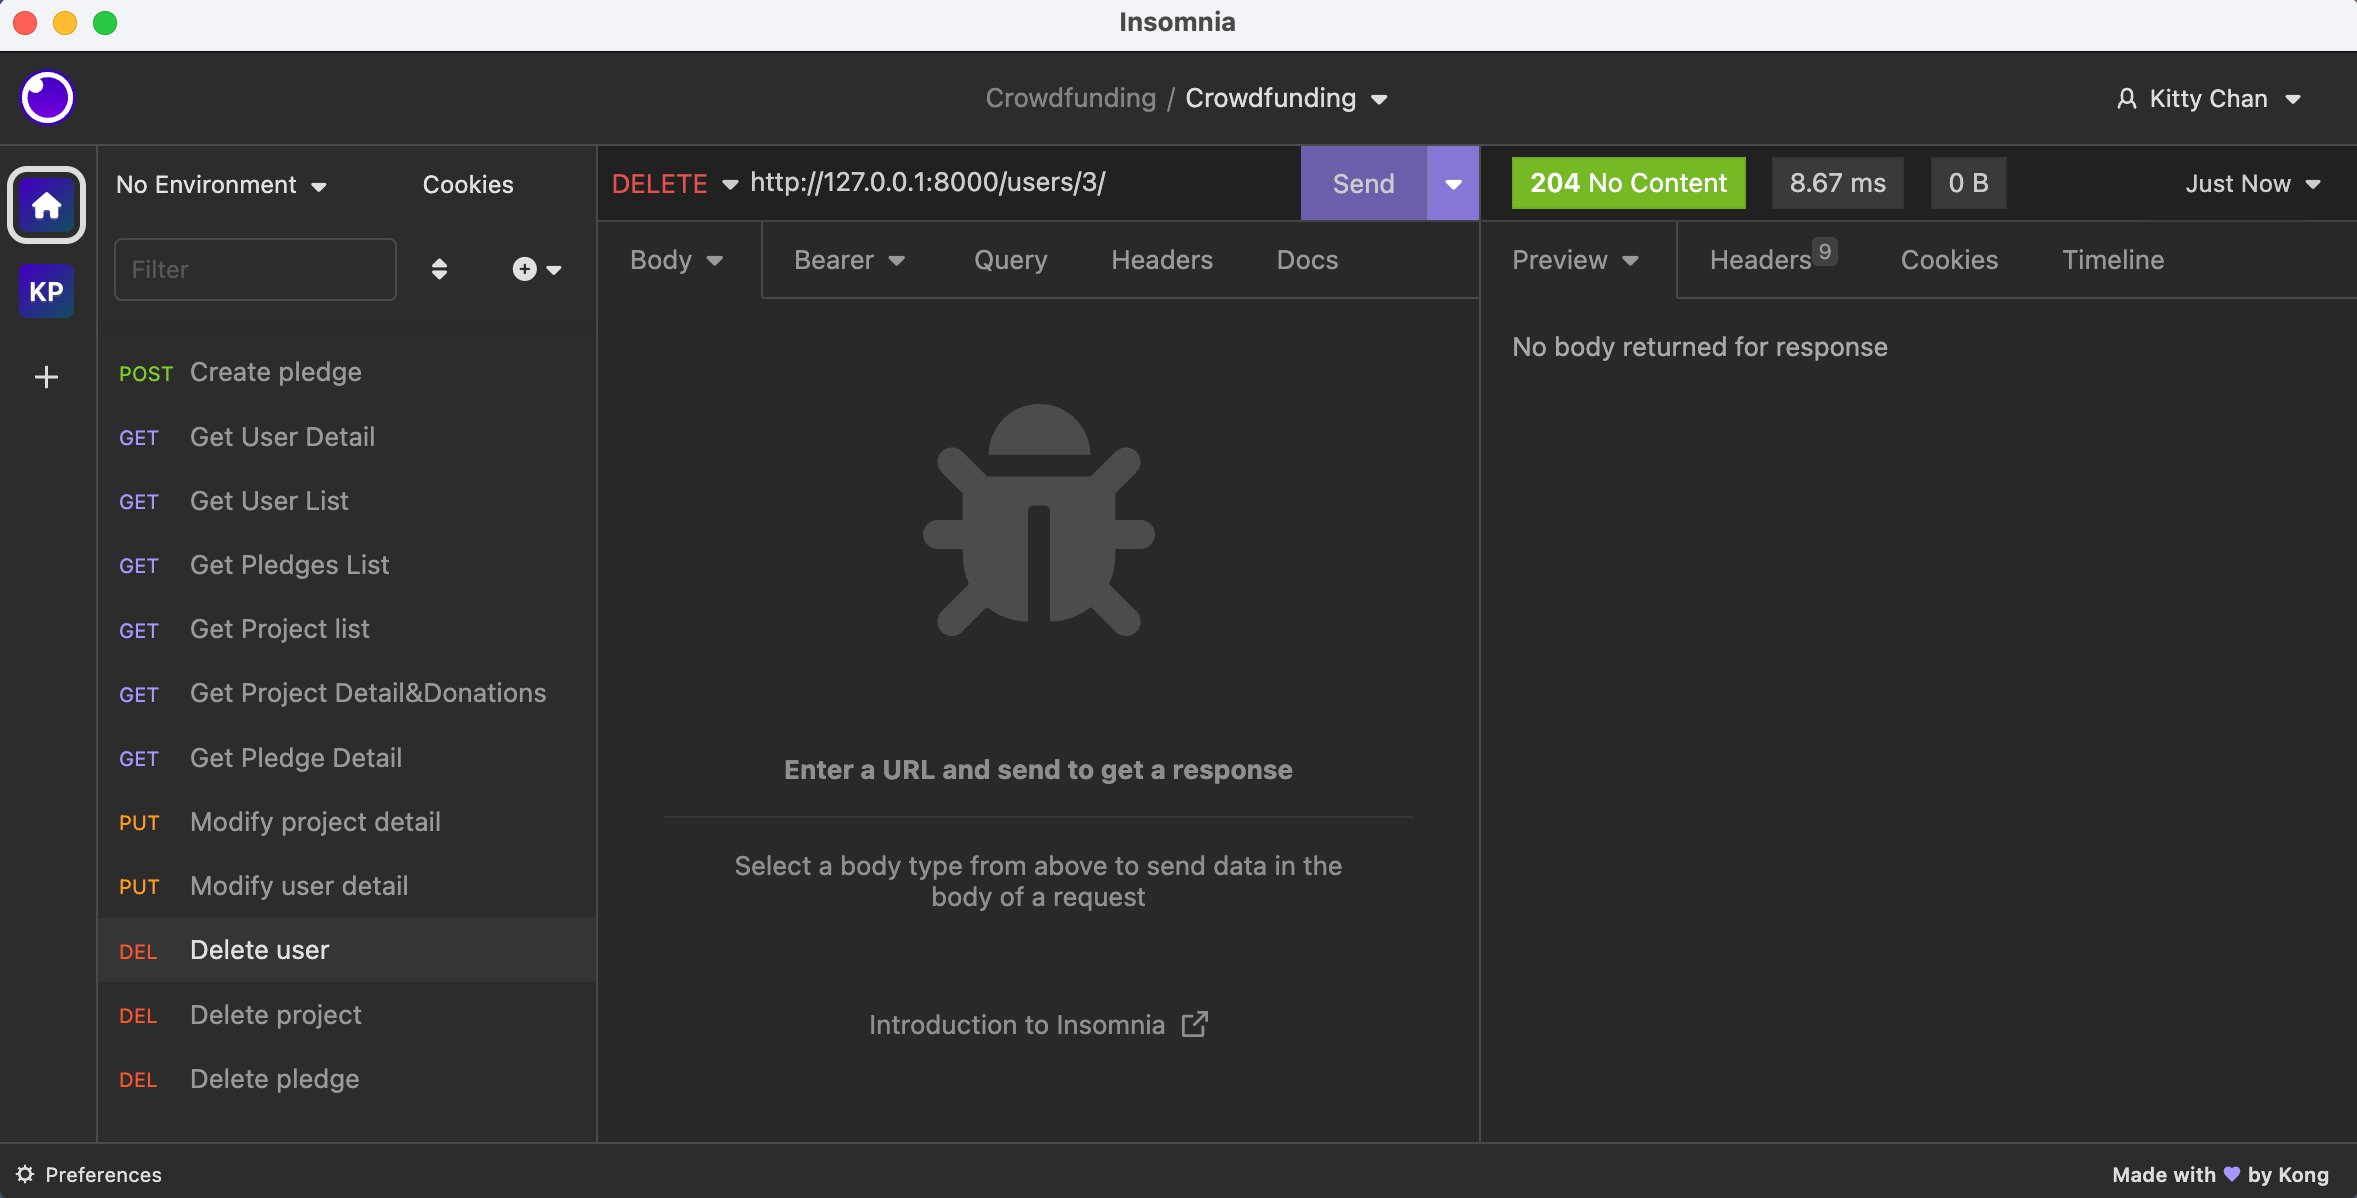 Insomnia
Crowdfunding / Crowdfunding
Kitty Chan
No Environment
Cookies
Filter
KP
POST Create pledge
GET Get User Detail
GET Get User List
GET Get Pledges List
GET Get Project list
GET Get Project Detail&Donations
GET Get Pledge Detail
PUT Modify project detail
PUT Modify user detail
DEL Delete user
DEL Delete project
DEL Delete pledge
DELETE http://127.0.0.1:8000/users/3/ Send
Body Bearer Query Headers Docs
Enter a URL and send to get a response
Select a body type from above to send data in the
body of a request
Introduction to Insomnia
204 No Content 8.67 ms 0 B Just Now
Preview Headers 9 Cookies Timeline
No body returned for response
Preferences
Made with by Kong